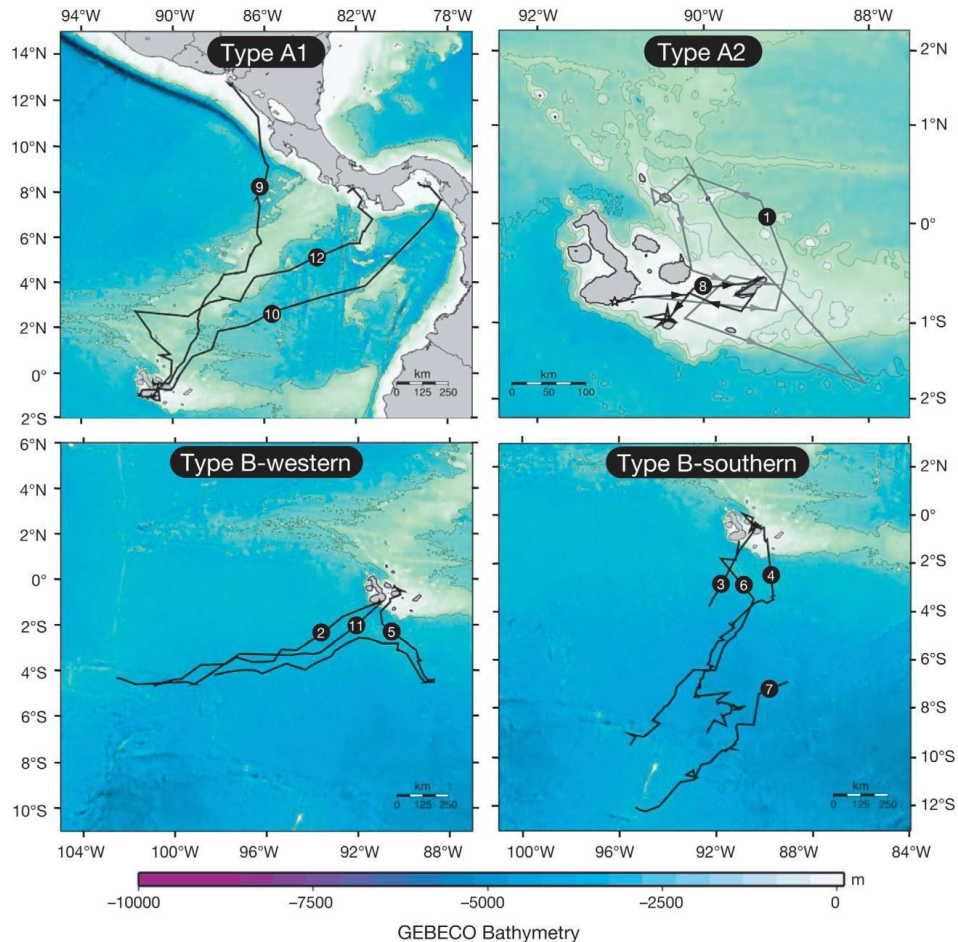 94°W 90°W 86°W 82°W 78°W
92°W 90°W 88°W
Type A1
14°N
12°N
10°N
8°N
6°N
4°N
2°N
0°
2°S
9
12
10
km
0 125 250
Type A2
2°N
1°N
0°
1°S
2°S
1
8
km
0 50 100
Type B-western
6°N
4°N
2°N
0°
2°S
4°S
6°S
8°S
10°S
2
11
5
km
0 125 250
104°W 100°W 96°W 92°W 88°W
Type B-southern
2°N
0°
2°S
4°S
6°S
8°S
10°S
12°S
3
6
4
7
km
0 125 250
100°W 96°W 92°W 88°W 84°W
m
−10000 −7500 −5000 −2500 0
GEBECO Bathymetry